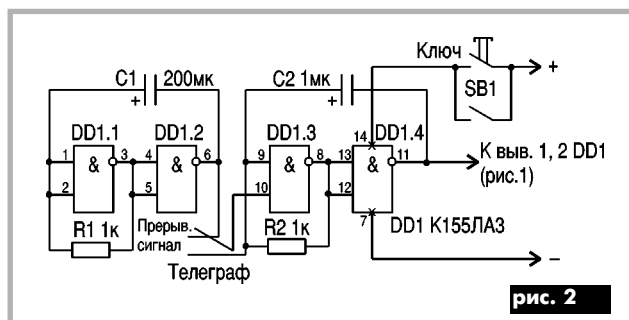 Ключ
+
C1
200мк
+
C2 1мк
+
SB1
DD1.1
DD1.2
DD1.3
14
DD1.4
1
2
&
3
4
5
&
6
9
10
&
8
13
12
&
11
К выв. 1, 2 DD1
(рис.1)
R1 1к
Прерыв.
сигнал
R2 1к
7
DD1 К155ЛА3
Телеграф
–
рис. 2